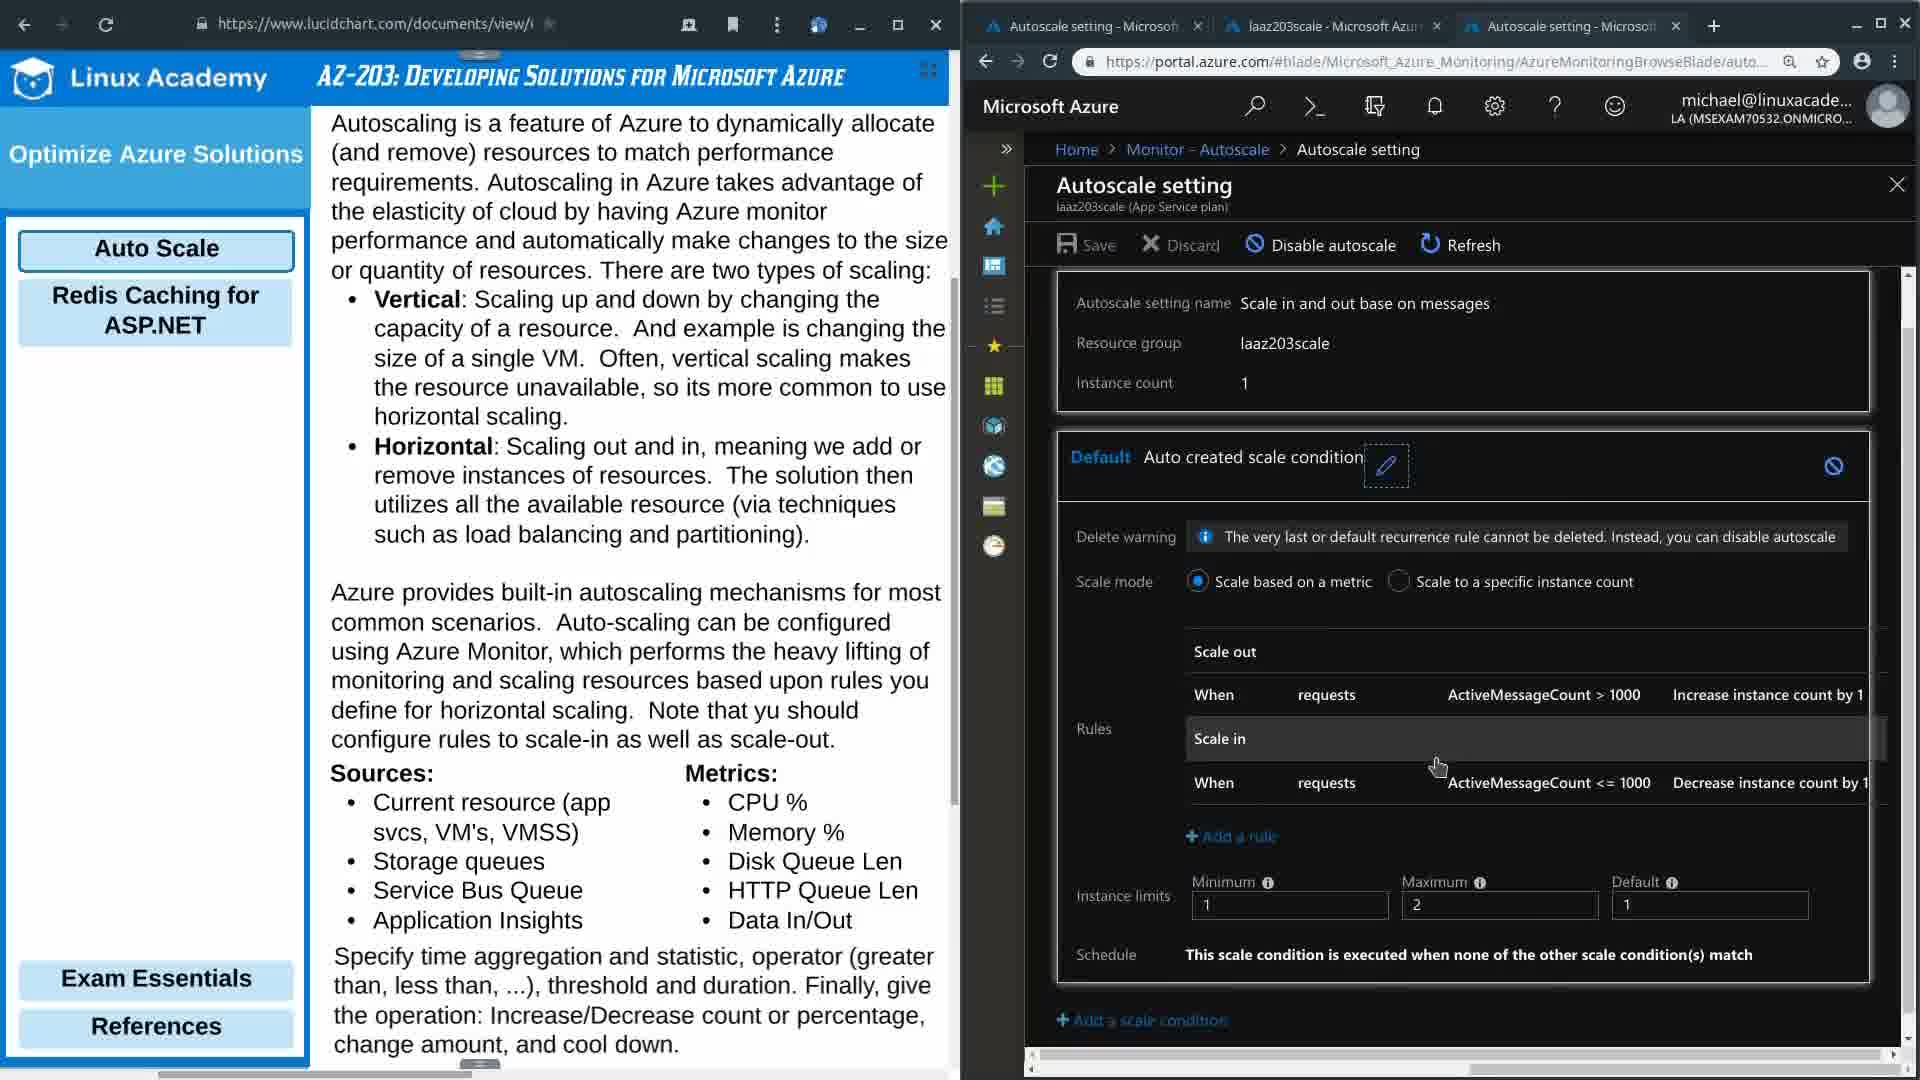 https://www.lucidchart.com/documents/view/
Linux Academy
AZ-203: Developing Solutions for Microsoft Azure
Optimize Azure Solutions
Auto Scale
Redis Caching for
ASP.NET
Exam Essentials
References
Autoscaling is a feature of Azure to dynamically allocate
(and remove) resources to match performance
requirements. Autoscaling in Azure takes advantage of
the elasticity of cloud by having Azure monitor
performance and automatically make changes to the size
or quantity of resources. There are two types of scaling:
• Vertical: Scaling up and down by changing the
capacity of a resource. And example is changing the
size of a single VM. Often, vertical scaling makes
the resource unavailable, so its more common to use
horizontal scaling.
• Horizontal: Scaling out and in, meaning we add or
remove instances of resources. The solution then
utilizes all the available resource (via techniques
such as load balancing and partitioning).
Azure provides built-in autoscaling mechanisms for most
common scenarios. Auto-scaling can be configured
using Azure Monitor, which performs the heavy lifting of
monitoring and scaling resources based upon rules you
define for horizontal scaling. Note that yu should
configure rules to scale-in as well as scale-out.
Sources:
• Current resource (app
svcs, VM's, VMSS)
• Storage queues
• Service Bus Queue
• Application Insights
Metrics:
• CPU %
• Memory %
• Disk Queue Len
• HTTP Queue Len
• Data In/Out
Specify time aggregation and statistic, operator (greater
than, less than, ...), threshold and duration. Finally, give
the operation: Increase/Decrease count or percentage,
change amount, and cool down.
Autoscale setting - Microsoft
laaz203scale - Microsoft Azur
Autoscale setting - Microsoft
https://portal.azure.com/#blade/Microsoft_Azure_Monitoring/AzureMonitoringBrowseBlade/auto...
Microsoft Azure
michael@linuxacade...
LA (MSEXAM70532.ONMICRO...
Home > Monitor - Autoscale > Autoscale setting
Autoscale setting
laaz203scale (App Service plan)
Save Discard Disable autoscale Refresh
Autoscale setting name Scale in and out base on messages
Resource group laaz203scale
Instance count 1
Default Auto created scale condition
Delete warning The very last or default recurrence rule cannot be deleted. Instead, you can disable autoscale
Scale mode Scale based on a metric Scale to a specific instance count
Rules
Scale out
When requests ActiveMessageCount > 1000 Increase instance count by 1
Scale in
When requests ActiveMessageCount <= 1000 Decrease instance count by 1
+ Add a rule
Instance limits
Minimum Maximum Default
1 2 1
Schedule This scale condition is executed when none of the other scale condition(s) match
+ Add a scale condition